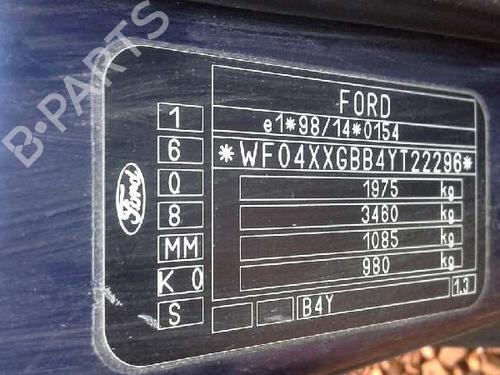 B-PARTS
FORD
e1*98/14*0154
*WF04XXGBB4YT22296*
1975 kg
3460 kg
1085 kg
980 kg
1.3
B4Y
1
6
Q
8
MM
K 0
S
Ford